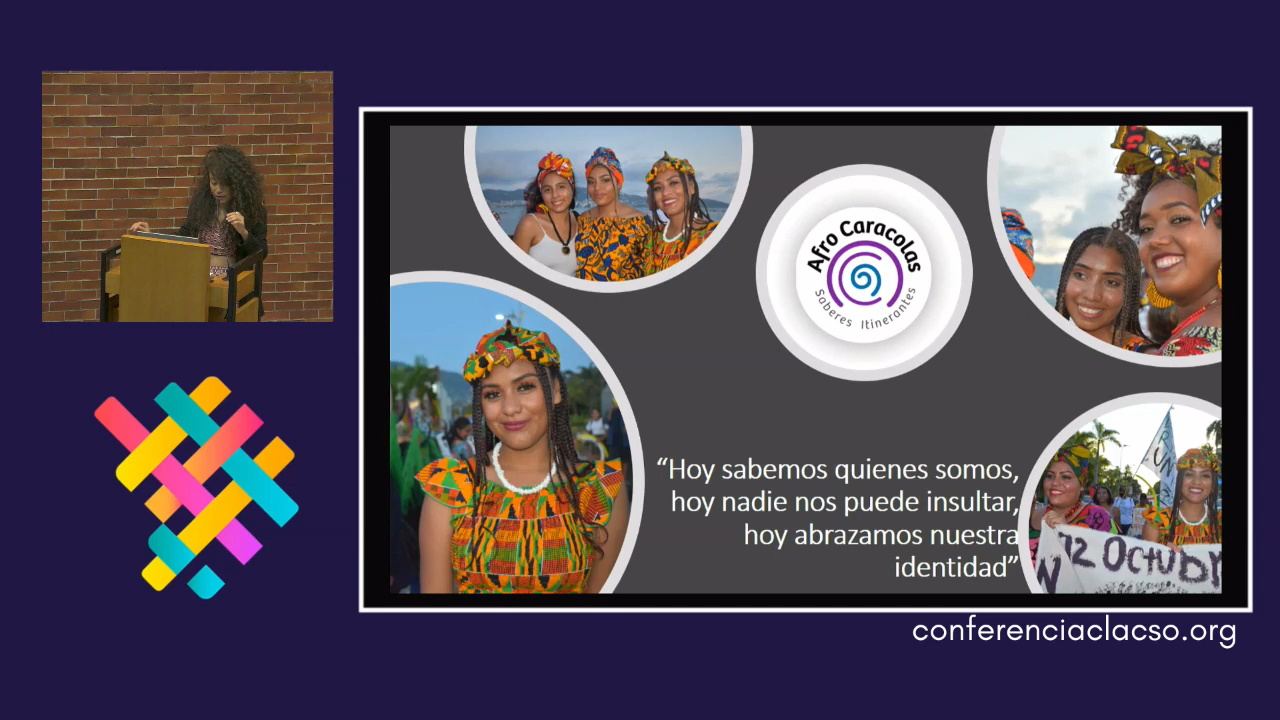 Afro Caracolas
Saberes Itinerantes
“Hoy sabemos quienes somos,
hoy nadie nos puede insultar,
hoy abrazamos nuestra
identidad”
12 OCTUBR
N
conferenciaclacso.org